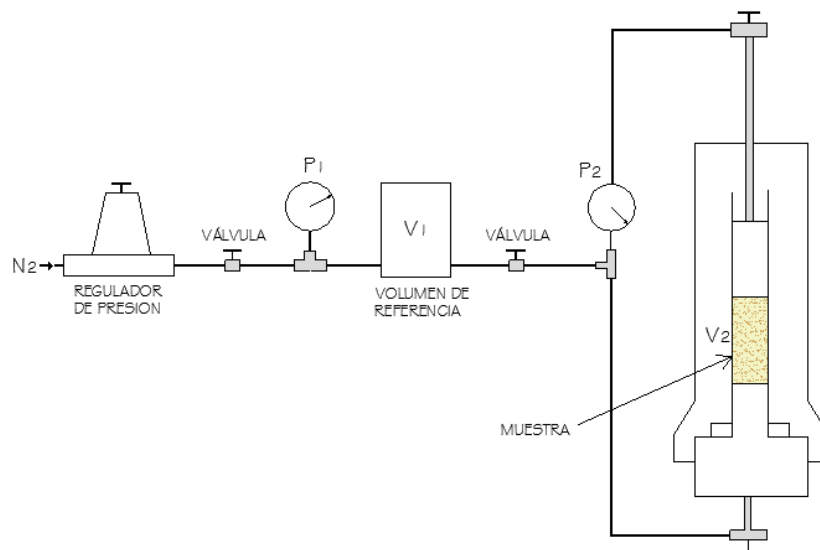 P1
P2
VÁLVULA
V1
VÁLVULA
N2
REGULADOR
DE PRESION
VOLUMEN DE
REFERENCIA
V2
MUESTRA